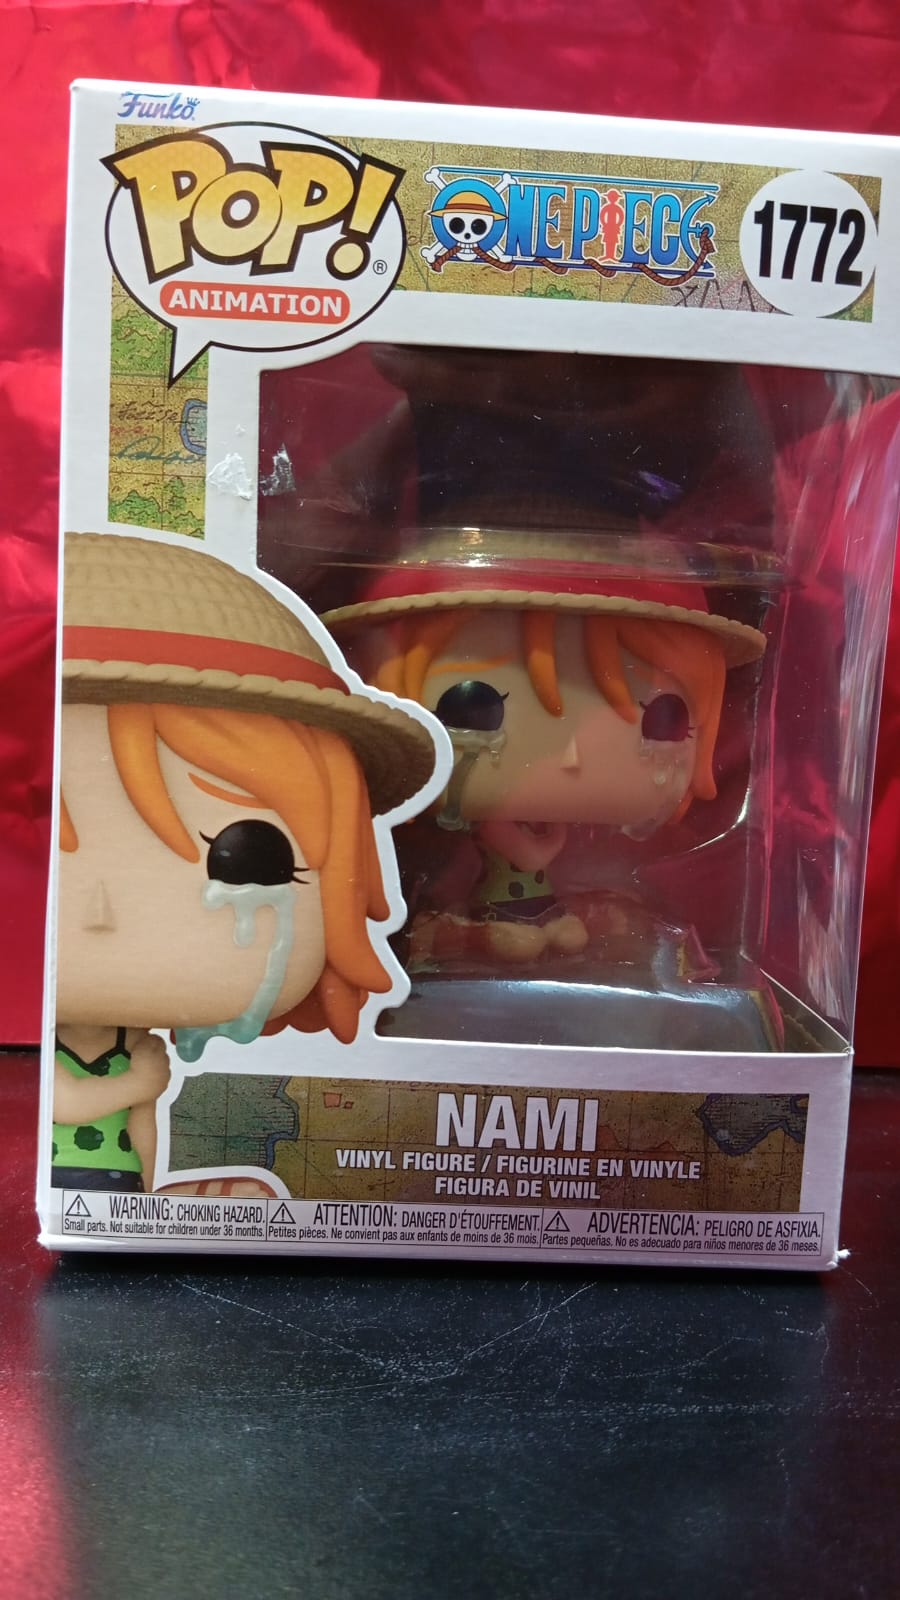 Funko
POP!®
ANIMATION
ONE PIECE
1772
NAMI
VINYL FIGURE / FIGURINE EN VINYLE
FIGURA DE VINIL
WARNING: CHOKING HAZARD.
Small parts. Not suitable for children under 36 months.
ATTENTION: DANGER D'ÉTOUFFEMENT.
Petites pièces. Ne convient pas aux enfants de moins de 36 mois.
ADVERTENCIA: PELIGRO DE ASFIXIA.
Partes pequeñas. No es adecuado para niños menores de 36 meses.